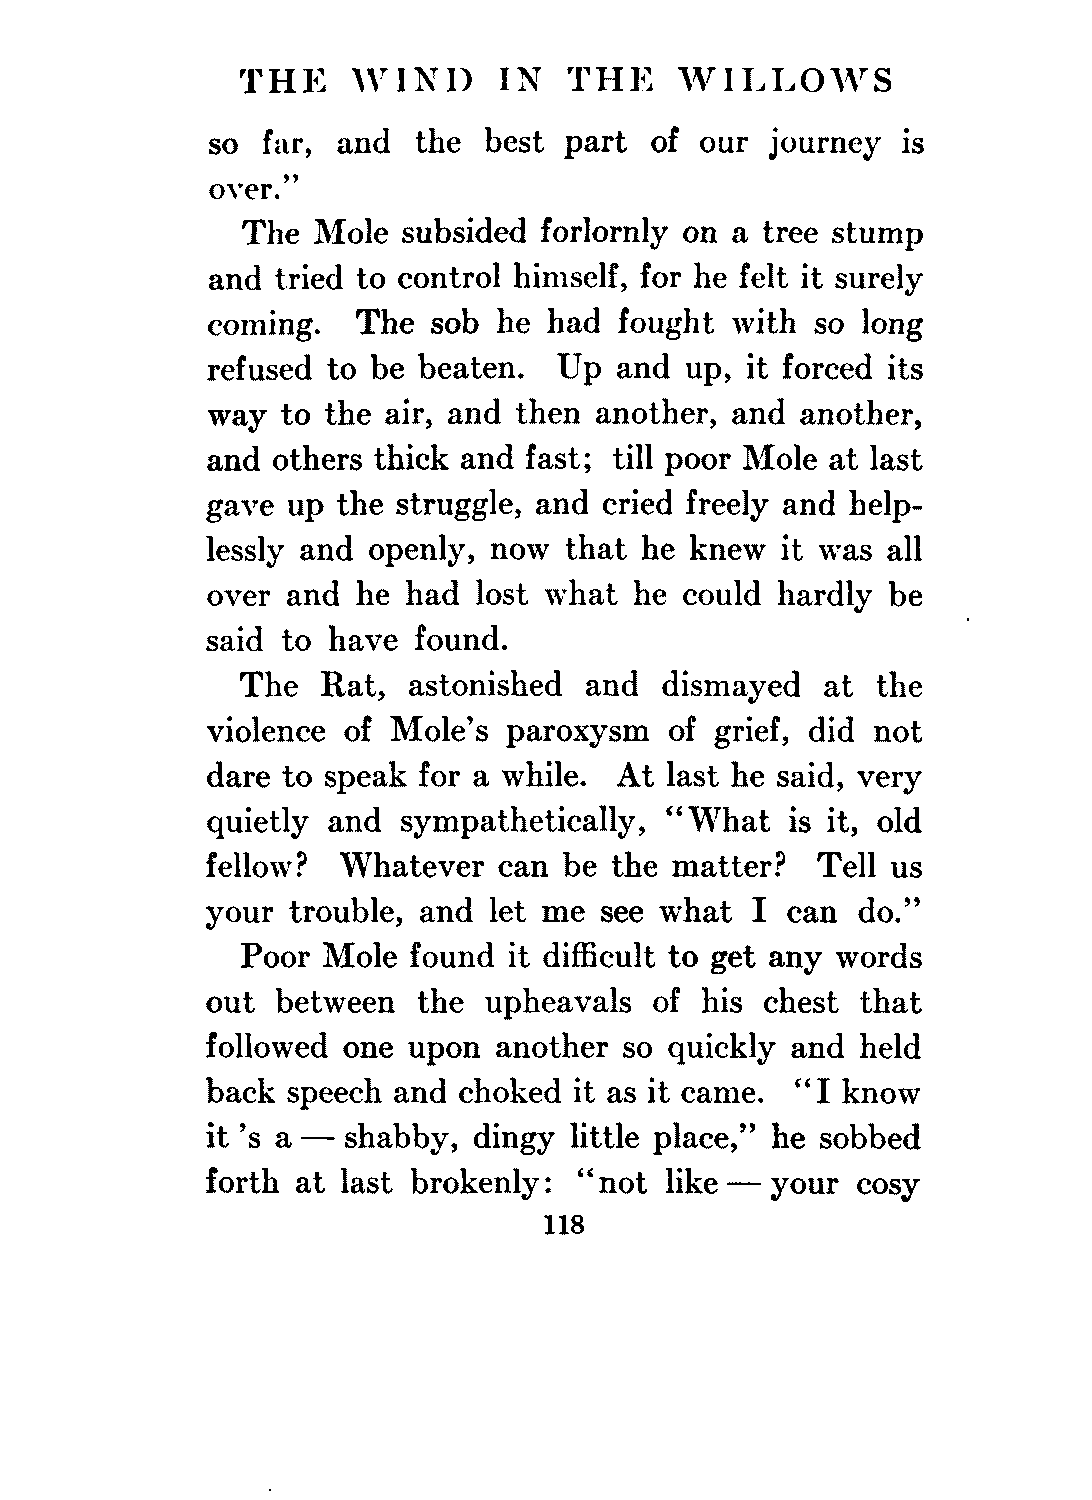 THE WIND IN THE WILLOWS
so far, and the best part of our journey is
over."
The Mole subsided forlornly on a tree stump
and tried to control himself, for he felt it surely
coming. The sob he had fought with so long
refused to be beaten. Up and up, it forced its
way to the air, and then another, and another,
and others thick and fast; till poor Mole at last
gave up the struggle, and cried freely and help-
lessly and openly, now that he knew it was all
over and he had lost what he could hardly be
said to have found.
The Rat, astonished and dismayed at the
violence of Mole's paroxysm of grief, did not
dare to speak for a while. At last he said, very
quietly and sympathetically, "What is it, old
fellow? Whatever can be the matter? Tell us
your trouble, and let me see what I can do."
Poor Mole found it difficult to get any words
out between the upheavals of his chest that
followed one upon another so quickly and held
back speech and choked it as it came. "I know
it 's a — shabby, dingy little place," he sobbed
forth at last brokenly: "not like — your cosy
118